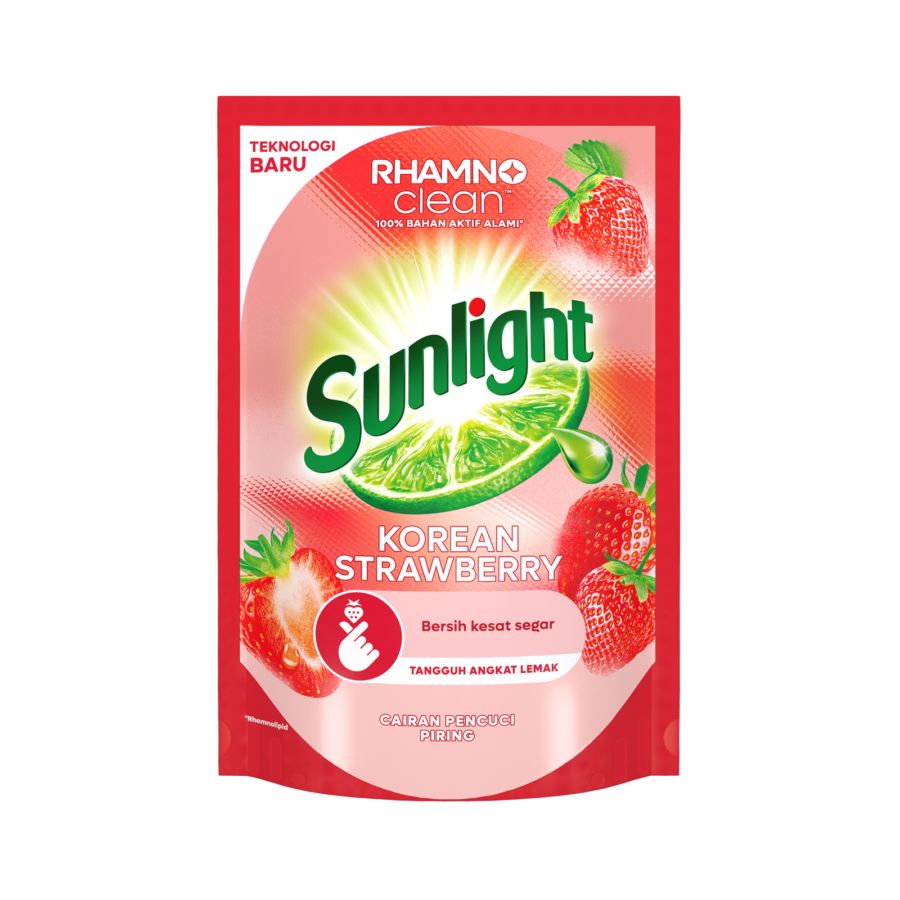 TEKNOLOGI
BARU
RHAMNO
clean™
100% BAHAN AKTIF ALAMI*
Sunlight
KOREAN
STRAWBERRY
Bersih kesat segar
TANGGUH ANGKAT LEMAK
*Rhamnolipid
CAIRAN PENCUCI
PIRING